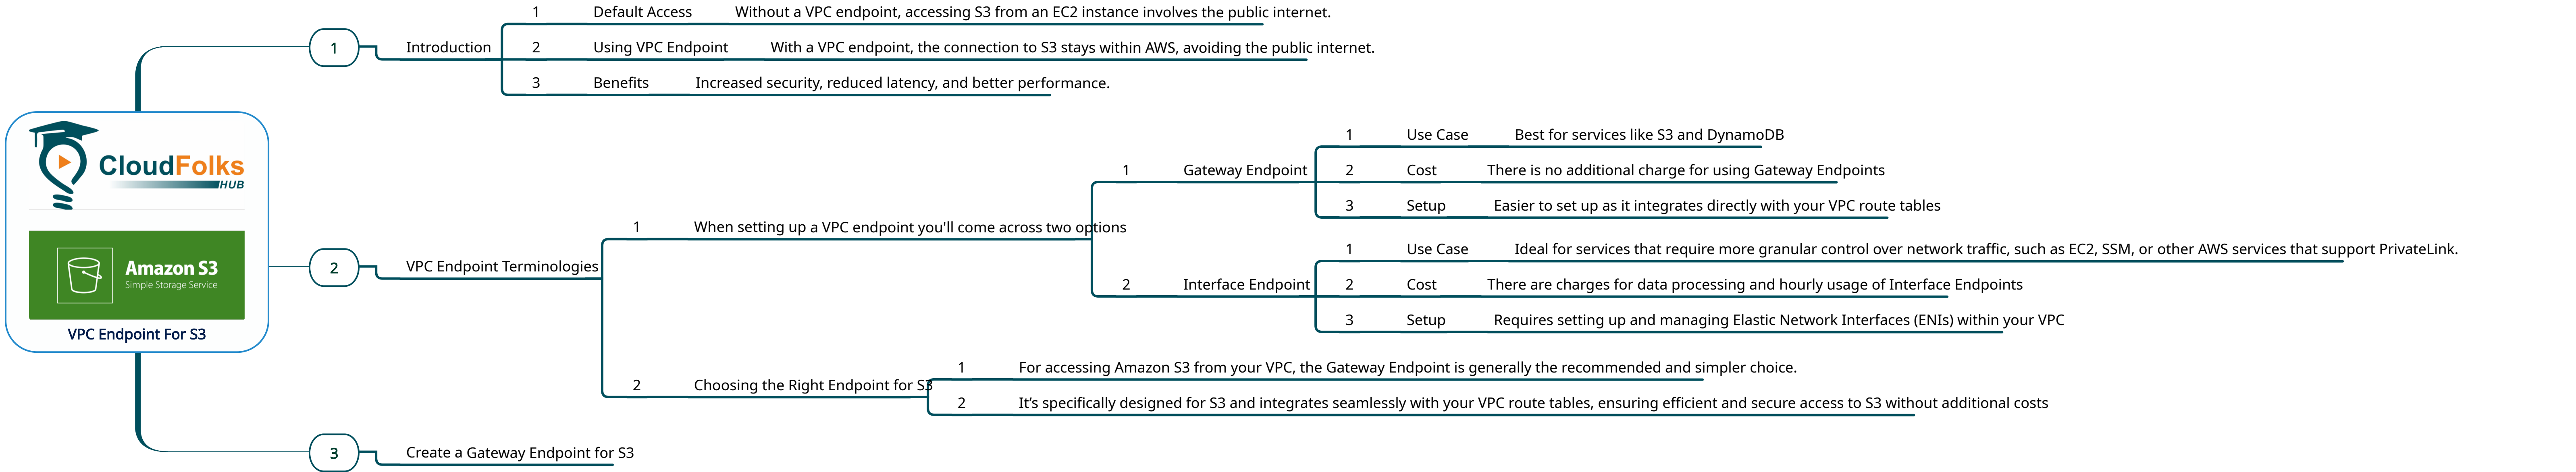 CloudFolks
HUB
Amazon S3
Simple Storage Service
VPC Endpoint For S3
1
Introduction
1 Default Access Without a VPC endpoint, accessing S3 from an EC2 instance involves the public internet.
2 Using VPC Endpoint With a VPC endpoint, the connection to S3 stays within AWS, avoiding the public internet.
3 Benefits Increased security, reduced latency, and better performance.
2
VPC Endpoint Terminologies
1 When setting up a VPC endpoint you'll come across two options
1 Gateway Endpoint
1 Use Case Best for services like S3 and DynamoDB
2 Cost There is no additional charge for using Gateway Endpoints
3 Setup Easier to set up as it integrates directly with your VPC route tables
2 Interface Endpoint
1 Use Case Ideal for services that require more granular control over network traffic, such as EC2, SSM, or other AWS services that support PrivateLink.
2 Cost There are charges for data processing and hourly usage of Interface Endpoints
3 Setup Requires setting up and managing Elastic Network Interfaces (ENIs) within your VPC
2 Choosing the Right Endpoint for S3
1 For accessing Amazon S3 from your VPC, the Gateway Endpoint is generally the recommended and simpler choice.
2 It’s specifically designed for S3 and integrates seamlessly with your VPC route tables, ensuring efficient and secure access to S3 without additional costs
3
Create a Gateway Endpoint for S3